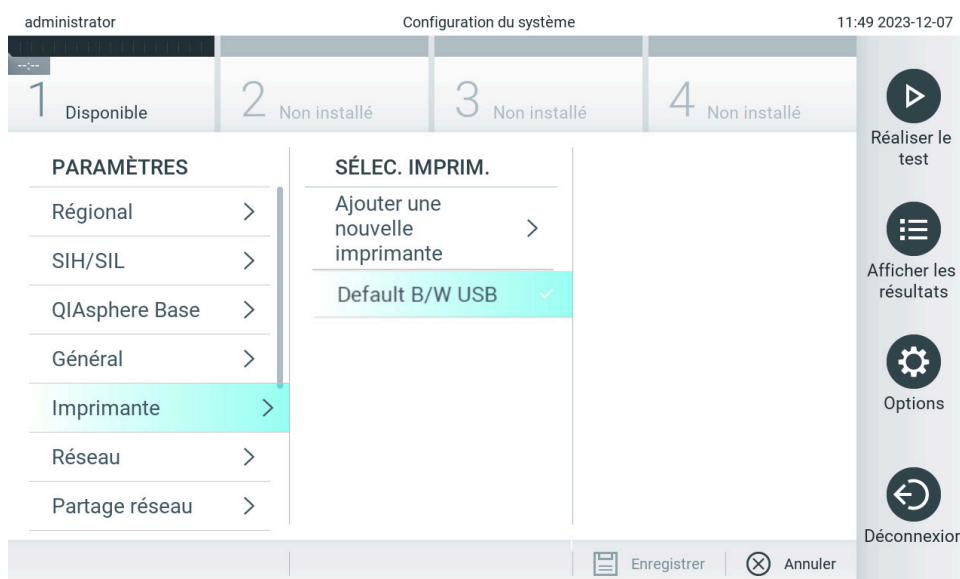 administrator
Configuration du système
11:49 2023-12-07
--:--
1 Disponible
2 Non installé
3 Non installé
4 Non installé
PARAMÈTRES
Régional
SIH/SIL
QIAsphere Base
Général
Imprimante
Réseau
Partage réseau
SÉLEC. IMPRIM.
Ajouter une
nouvelle
imprimante
Default B/W USB
Réaliser le
test
Afficher les
résultats
Options
Déconnexion
Enregistrer
Annuler